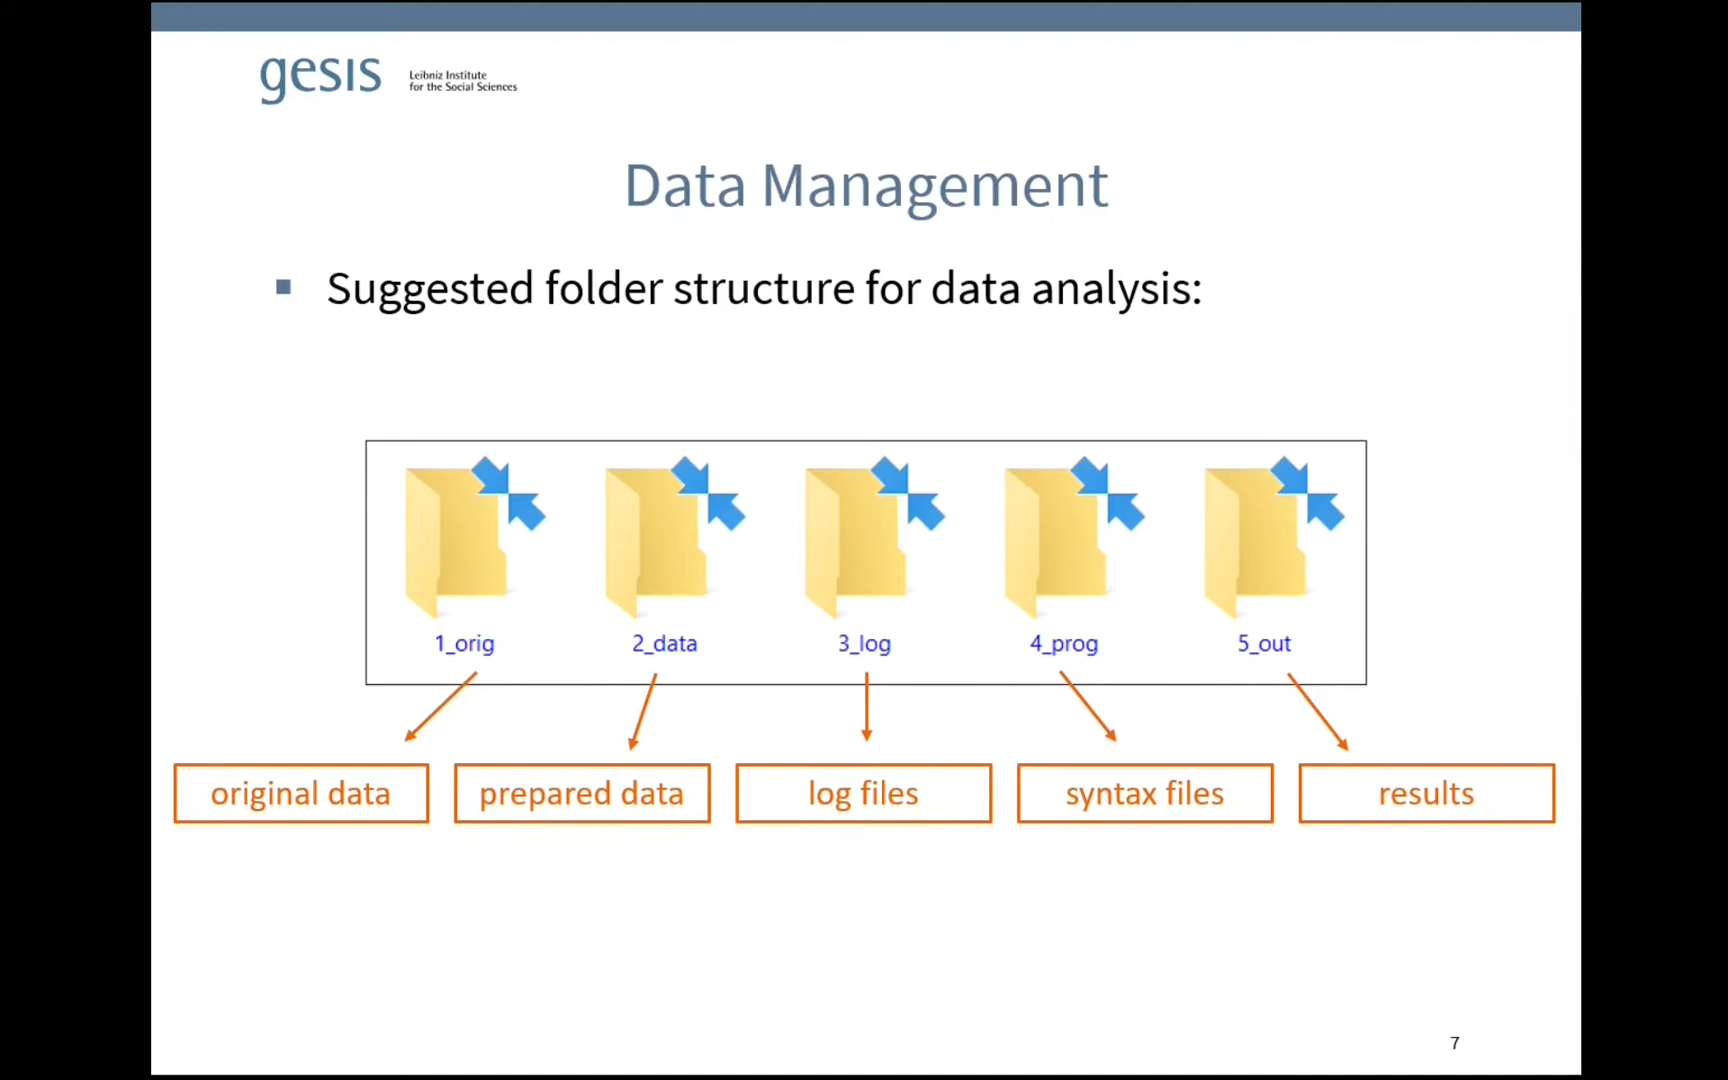 gesis
Leibniz Institute
for the Social Sciences
Data Management
Suggested folder structure for data analysis:
1_orig 2_data 3_log 4_prog 5_out
original data prepared data log files syntax files results
7